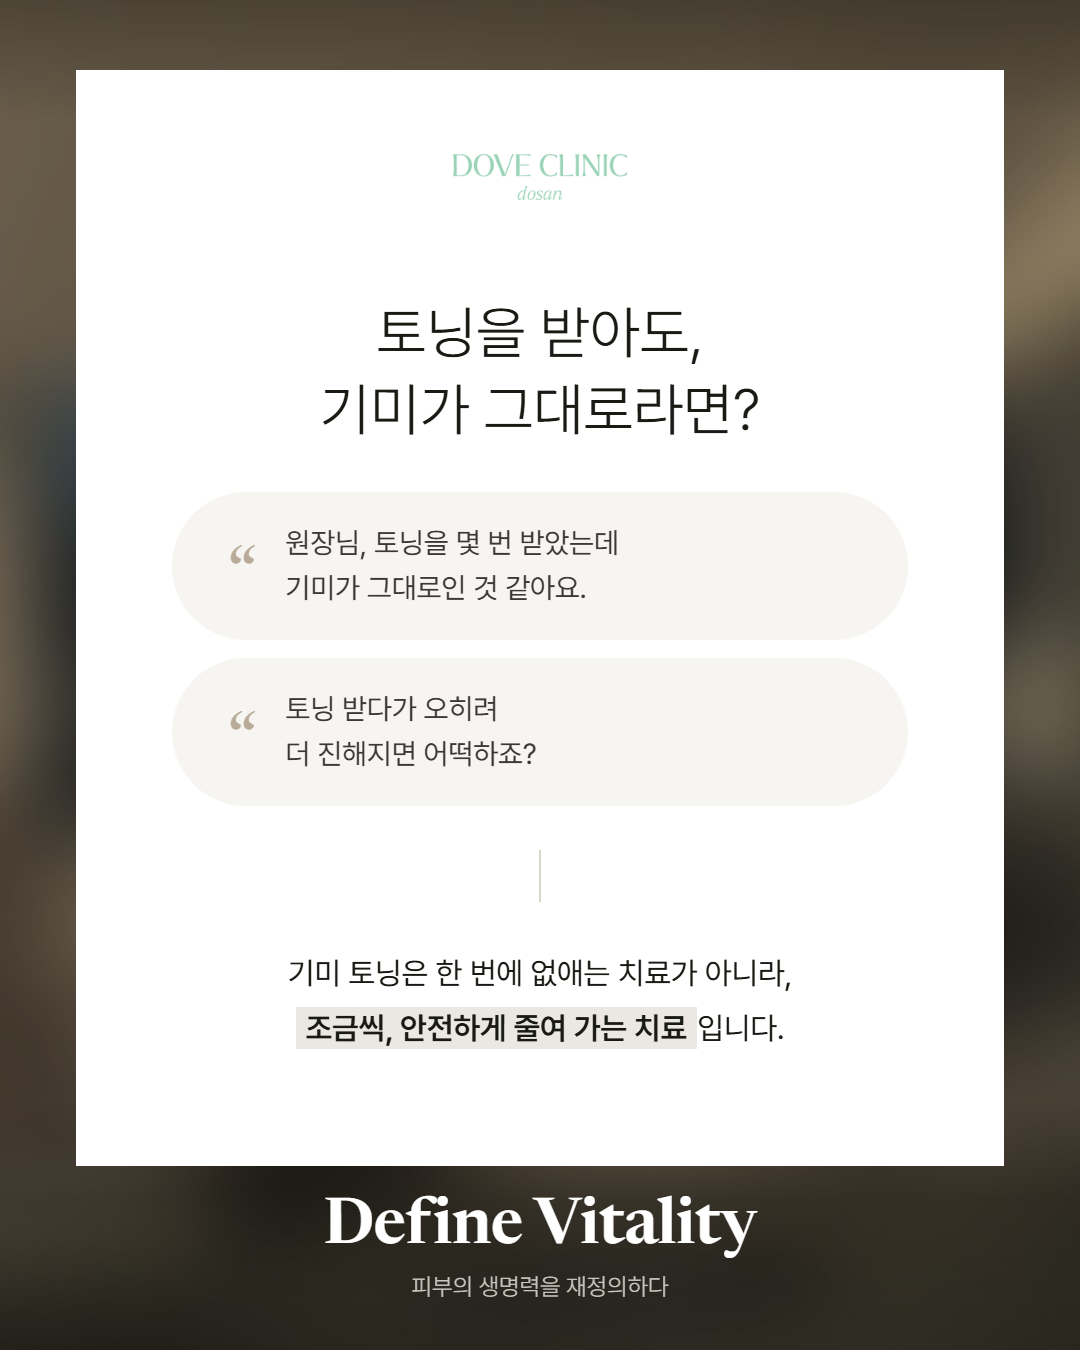 DOVE CLINIC
dosan
토닝을 받아도,
기미가 그대로라면?
“ 원장님, 토닝을 몇 번 받았는데
기미가 그대로인 것 같아요.
“ 토닝 받다가 오히려
더 진해지면 어떡하죠?
기미 토닝은 한 번에 없애는 치료가 아니라,
조금씩, 안전하게 줄여 가는 치료 입니다.
Define Vitality
피부의 생명력을 재정의하다